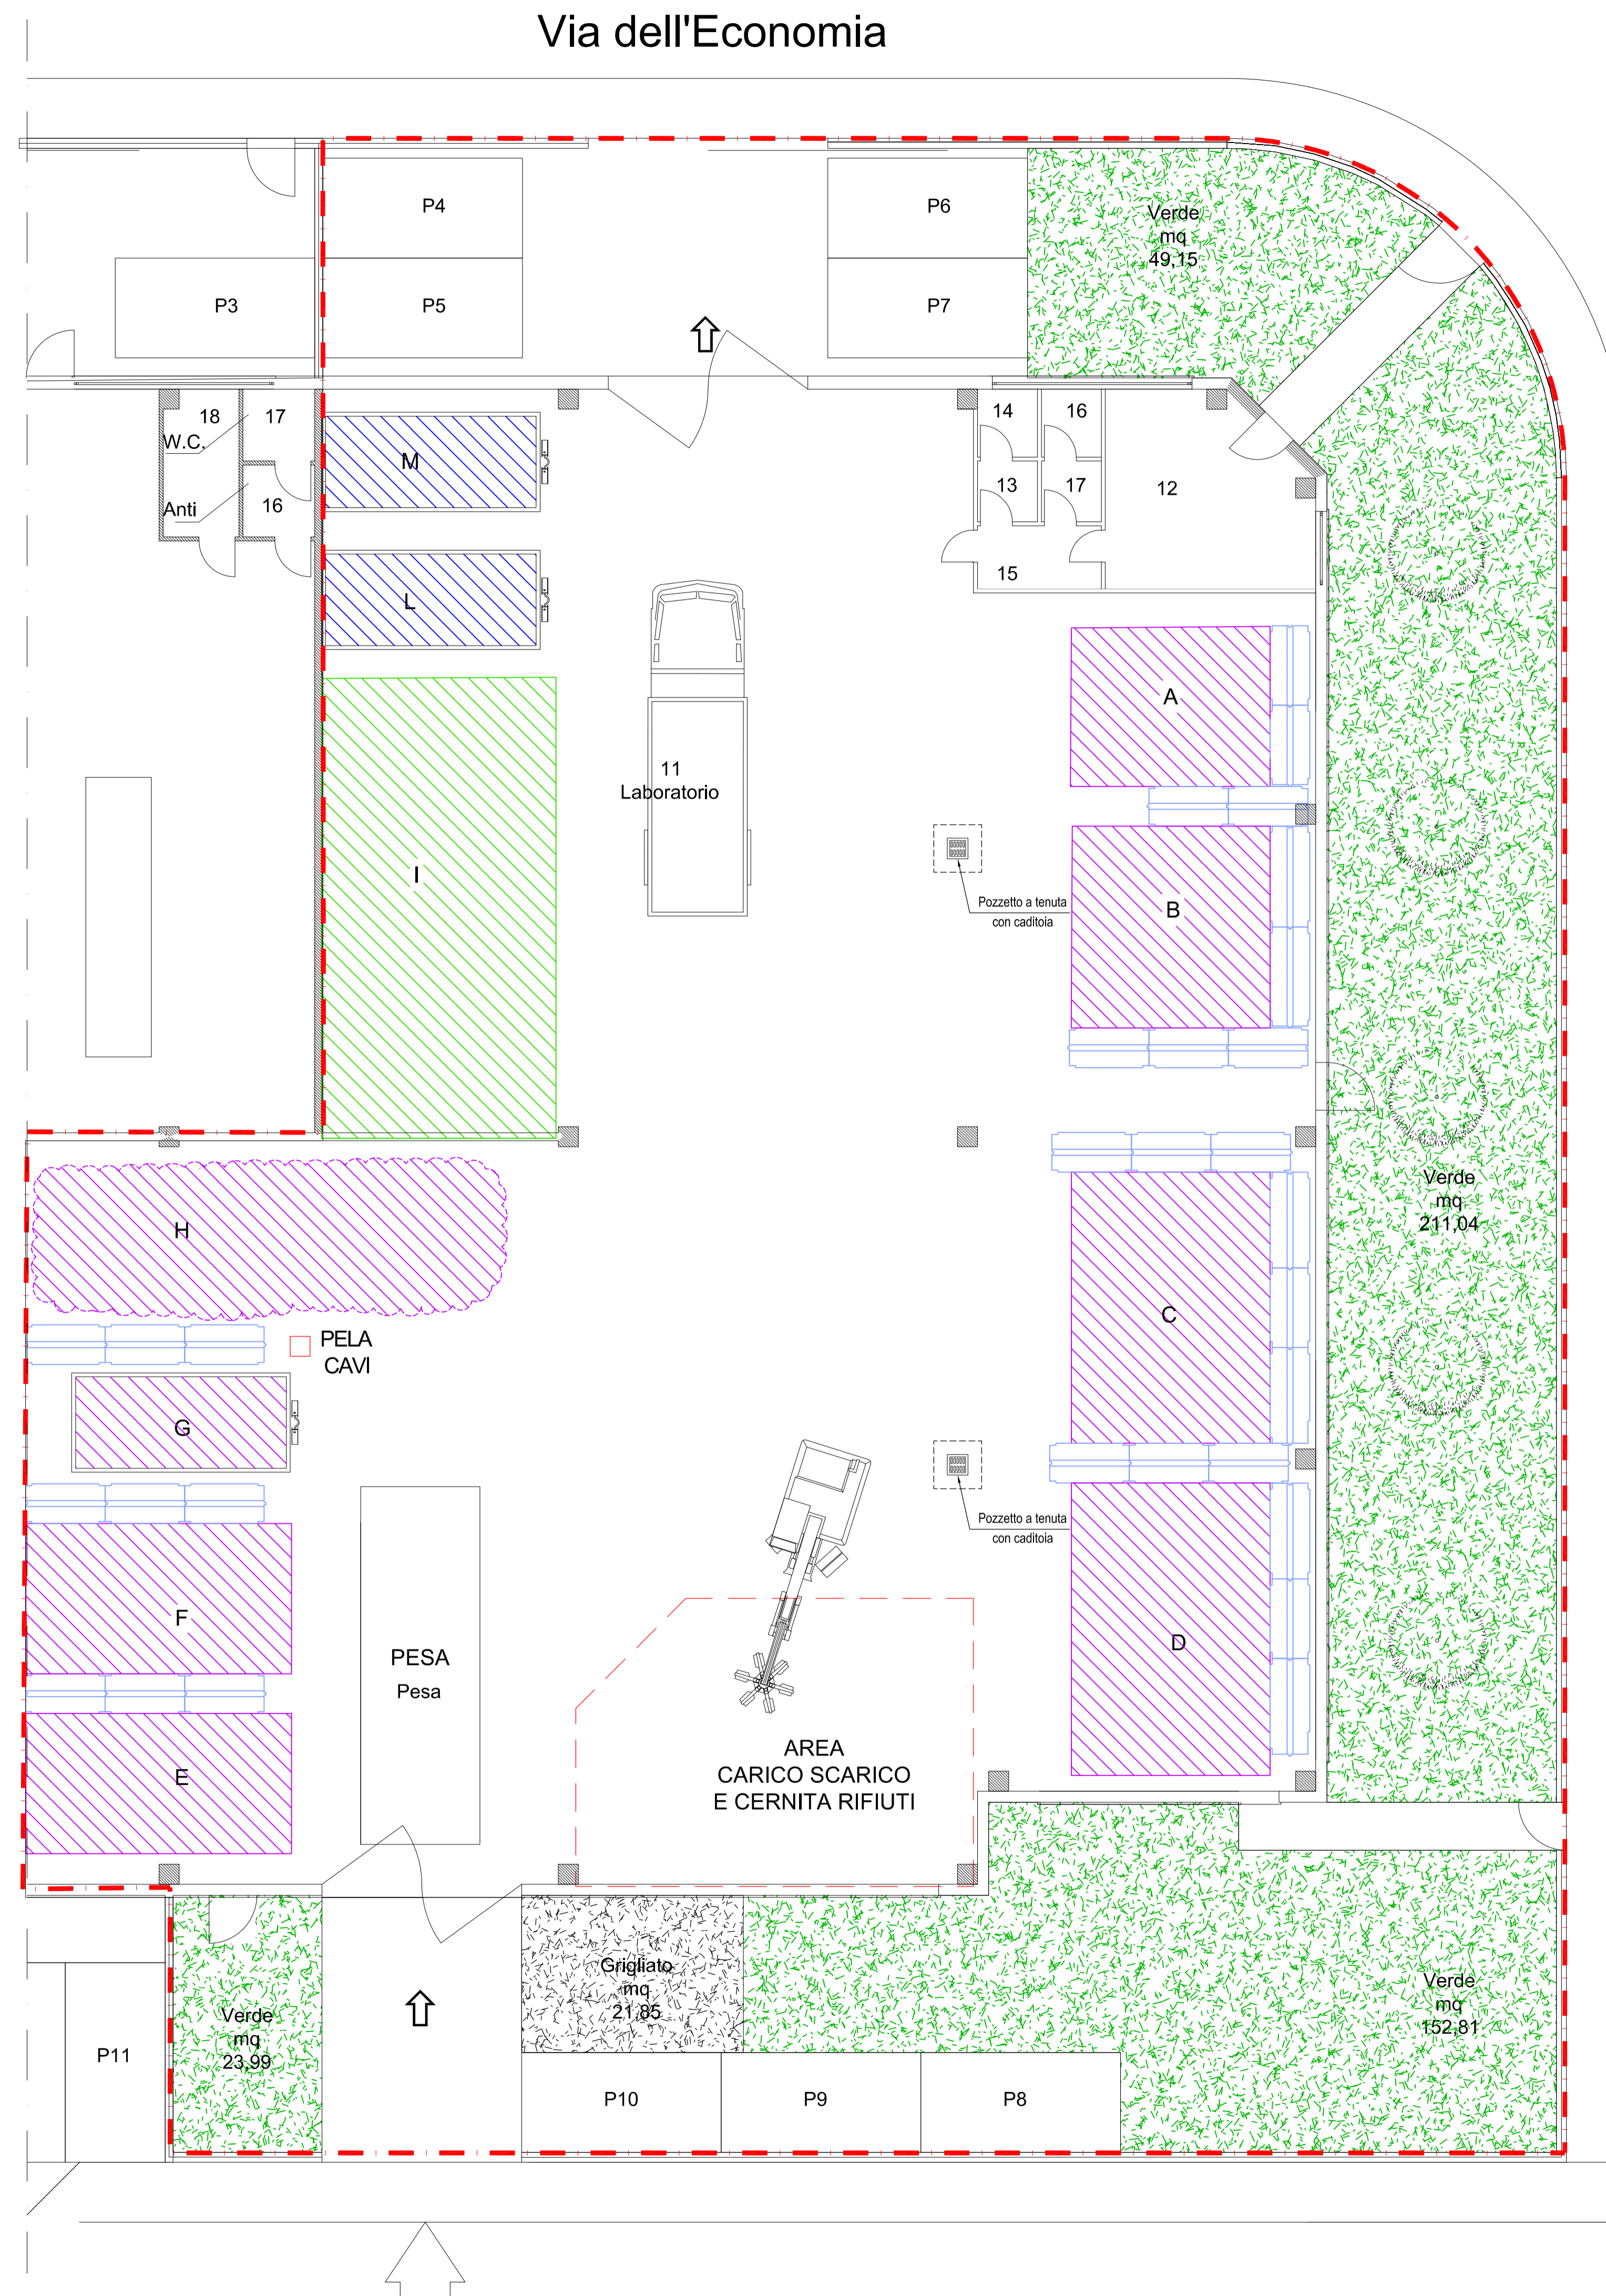 Via dell'Economia
P4
P6
Verde
mq
49,15
P3
P5
P7
18
17
W.C.
Anti
16
M
L
14
16
13
17
12
15
A
11
Laboratorio
I
B
Pozzetto a tenuta
con caditoia
H
PELA
CAVI
G
C
Verde
mq
211,04
Pozzetto a tenuta
con caditoia
F
PESA
Pesa
D
E
AREA
CARICO SCARICO
E CERNITA RIFIUTI
Grigliato
mq
21,85
Verde
mq
152,81
Verde
mq
23,99
P11
P10
P9
P8